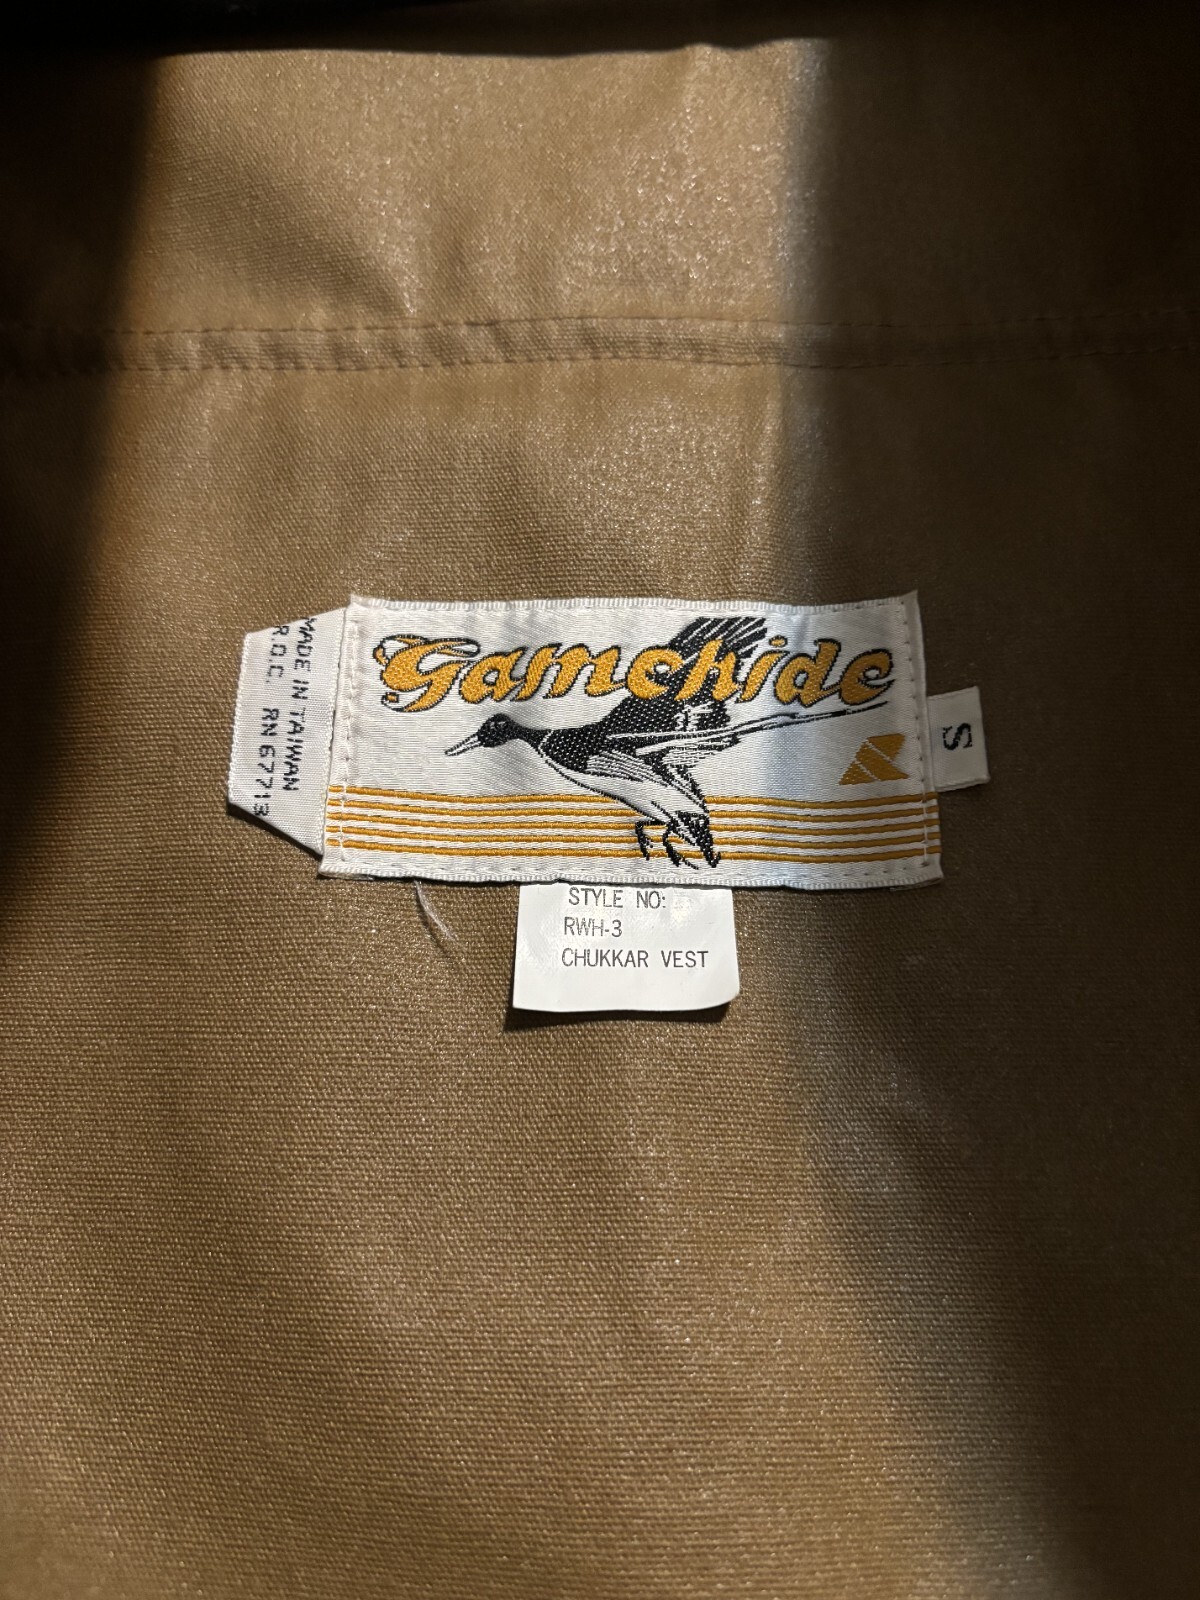 Gamehide
MADE IN TAIWAN
R.O.C. RN 67713
S
STYLE NO:
RWH-3
CHUKKAR VEST